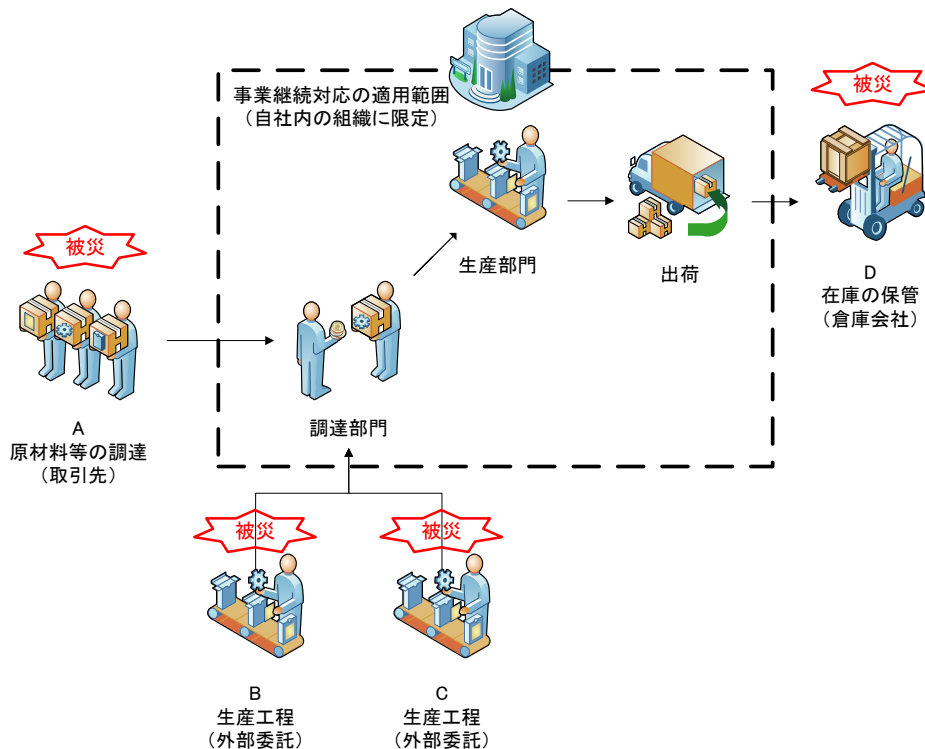 事業継続対応の適用範囲
（自社内の組織に限定）
被災
生産部門
出荷
D
在庫の保管
（倉庫会社）
被災
A
原材料等の調達
（取引先）
調達部門
被災
被災
B
生産工程
（外部委託）
C
生産工程
（外部委託）